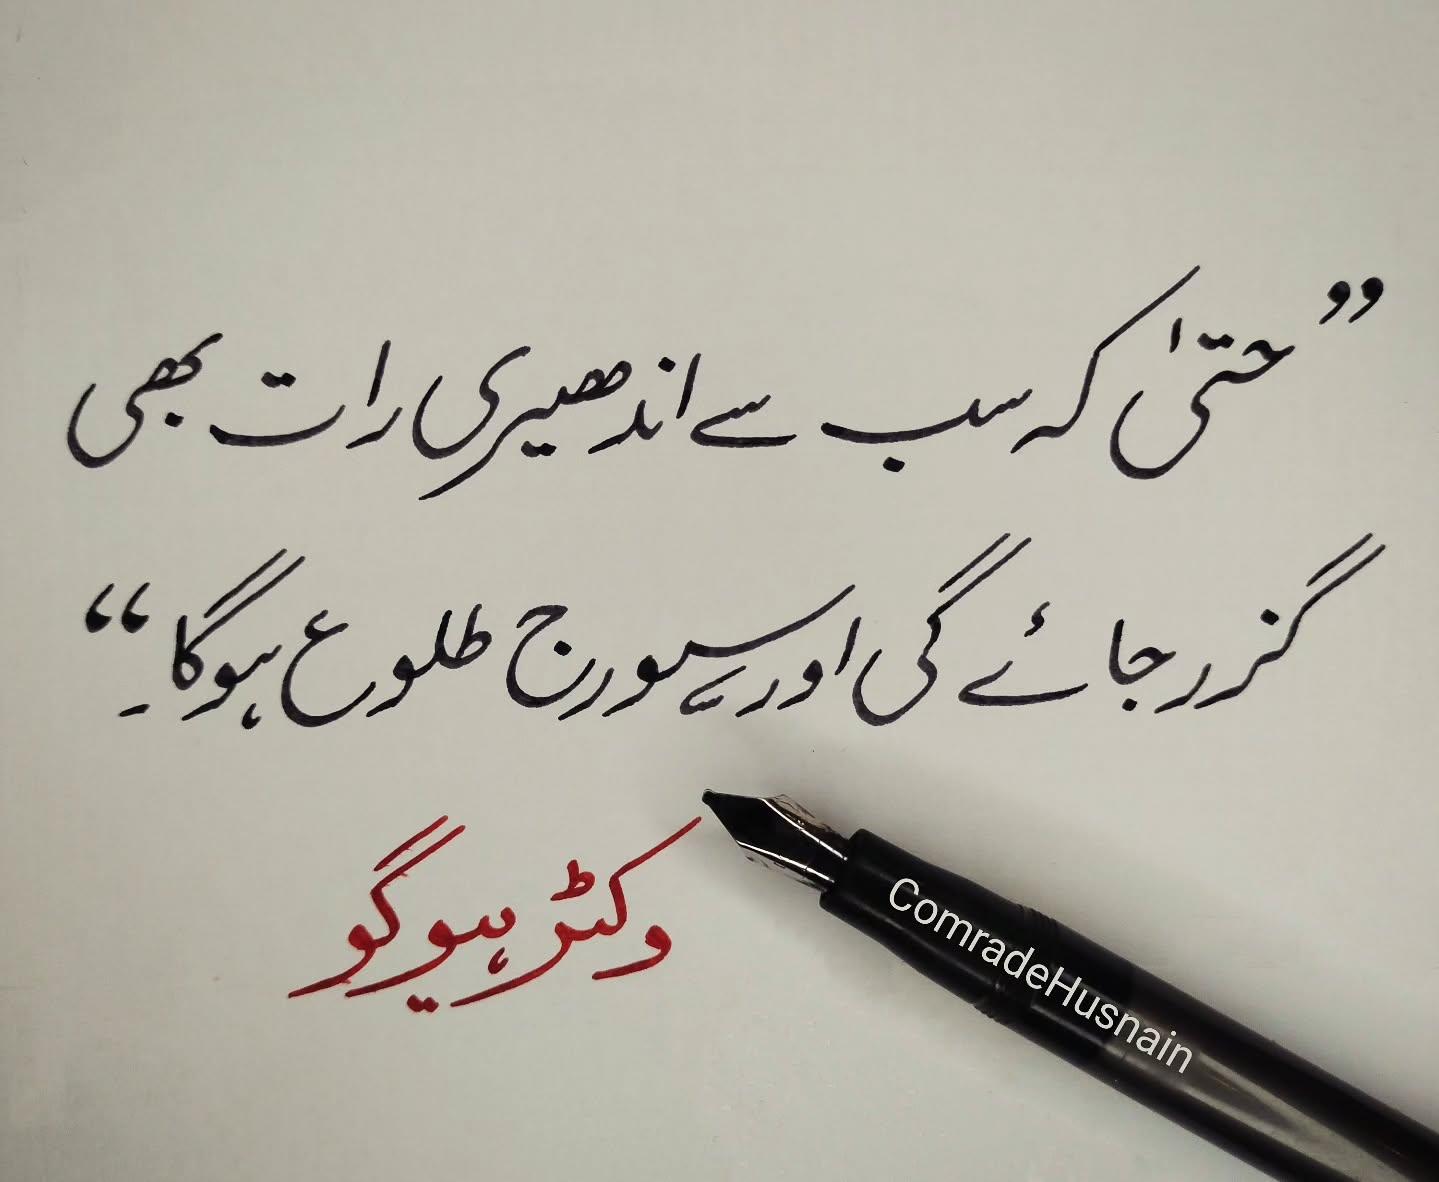 ”حتیٰ کہ سب سے اندھیری رات بھی
گزر جائے گی اور سورج طلوع ہوگا۔“
وکٹر ہیوگو
ComradeHusnain